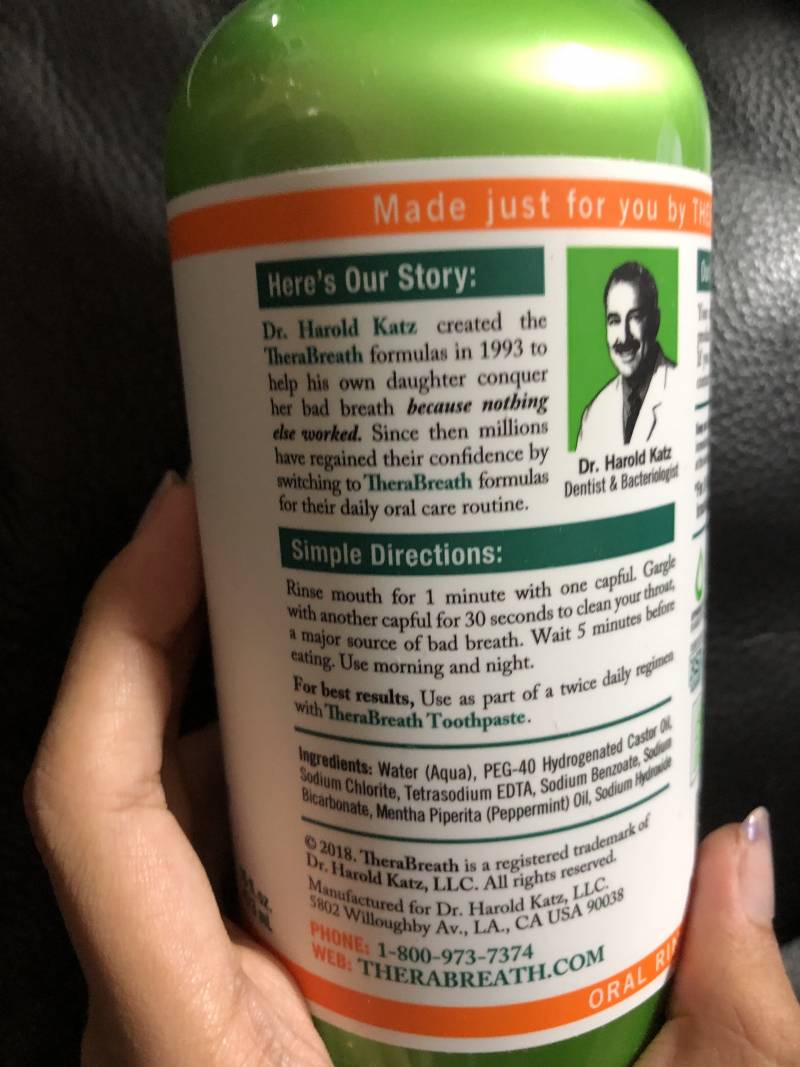 Made just for you by
Here's Our Story:
Dr. Harold Katz created the
TheraBreath formulas in 1993 to
help his own daughter conquer
her bad breath because nothing
else worked. Since then millions
have regained their confidence by
switching to TheraBreath formulas
for their daily oral care routine.
Dr. Harold Katz
Dentist & Bacteriologist
Simple Directions:
Rinse mouth for 1 minute with one capful. Gargle
with another capful for 30 seconds to clean your throat,
a major source of bad breath. Wait 5 minutes before
eating. Use morning and night.
For best results, Use as part of a twice daily regimen
with TheraBreath Toothpaste.
Ingredients: Water (Aqua), PEG-40 Hydrogenated Castor Oil,
Sodium Chlorite, Tetrasodium EDTA, Sodium Benzoate, Sodium
Bicarbonate, Mentha Piperita (Peppermint) Oil, Sodium Hydroxide
© 2018. TheraBreath is a registered trademark of
Dr. Harold Katz, LLC. All rights reserved.
Manufactured for Dr. Harold Katz, LLC.
5802 Willoughby Av., LA., CA USA 90038
PHONE: 1-800-973-7374
WEB: THERABREATH.COM
ORAL